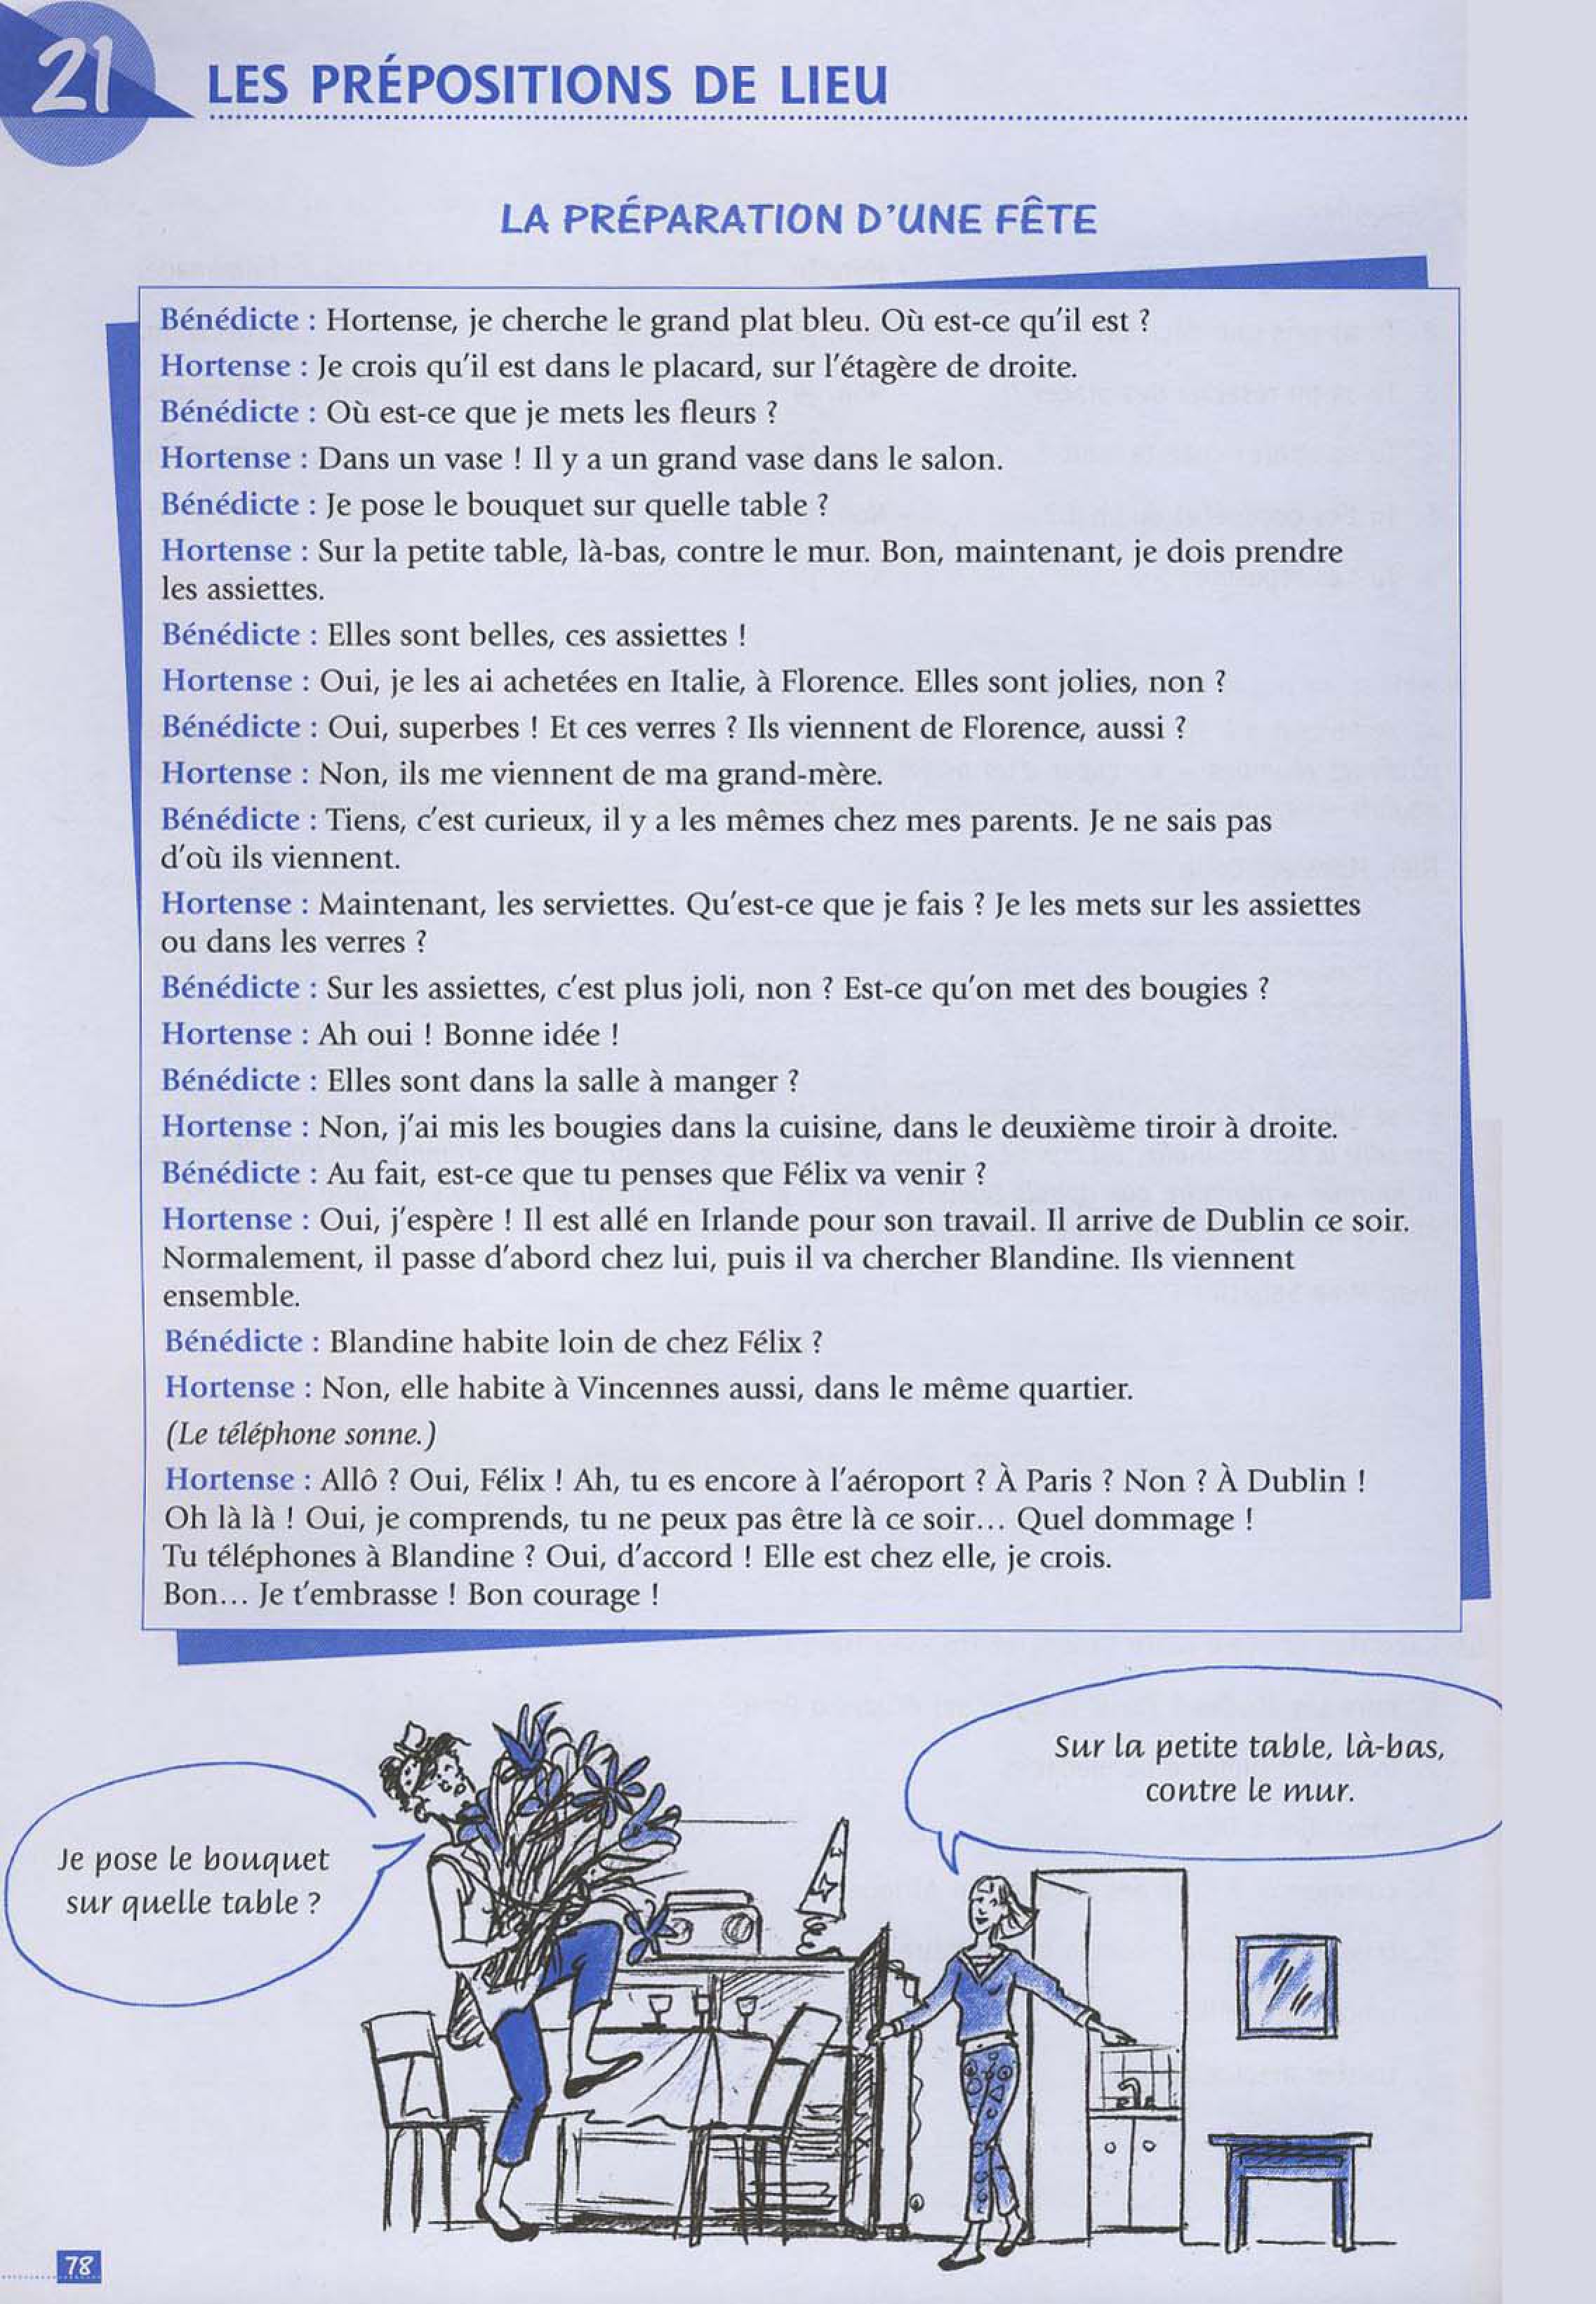 21
LES PRÉPOSITIONS DE LIEU
LA PRÉPARATION D'UNE FÊTE
Bénédicte : Hortense, je cherche le grand plat bleu. Où est-ce qu'il est ?
Hortense : Je crois qu'il est dans le placard, sur l'étagère de droite.
Bénédicte : Où est-ce que je mets les fleurs ?
Hortense : Dans un vase ! Il y a un grand vase dans le salon.
Bénédicte : Je pose le bouquet sur quelle table ?
Hortense : Sur la petite table, là-bas, contre le mur. Bon, maintenant, je dois prendre
les assiettes.
Bénédicte : Elles sont belles, ces assiettes !
Hortense : Oui, je les ai achetées en Italie, à Florence. Elles sont jolies, non ?
Bénédicte : Oui, superbes ! Et ces verres ? Ils viennent de Florence, aussi ?
Hortense : Non, ils me viennent de ma grand-mère.
Bénédicte : Tiens, c'est curieux, il y a les mêmes chez mes parents. Je ne sais pas
d'où ils viennent.
Hortense : Maintenant, les serviettes. Qu'est-ce que je fais ? Je les mets sur les assiettes
ou dans les verres ?
Bénédicte : Sur les assiettes, c'est plus joli, non ? Est-ce qu'on met des bougies ?
Hortense : Ah oui ! Bonne idée !
Bénédicte : Elles sont dans la salle à manger ?
Hortense : Non, j'ai mis les bougies dans la cuisine, dans le deuxième tiroir à droite.
Bénédicte : Au fait, est-ce que tu penses que Félix va venir ?
Hortense : Oui, j'espère ! Il est allé en Irlande pour son travail. Il arrive de Dublin ce soir.
Normalement, il passe d'abord chez lui, puis il va chercher Blandine. Ils viennent
ensemble.
Bénédicte : Blandine habite loin de chez Félix ?
Hortense : Non, elle habite à Vincennes aussi, dans le même quartier.
(Le téléphone sonne.)
Hortense : Allô ? Oui, Félix ! Ah, tu es encore à l'aéroport ? À Paris ? Non ? À Dublin !
Oh là là ! Oui, je comprends, tu ne peux pas être là ce soir... Quel dommage !
Tu téléphones à Blandine ? Oui, d'accord ! Elle est chez elle, je crois.
Bon... Je t'embrasse ! Bon courage !
Je pose le bouquet
sur quelle table ?
Sur la petite table, là-bas,
contre le mur.
78